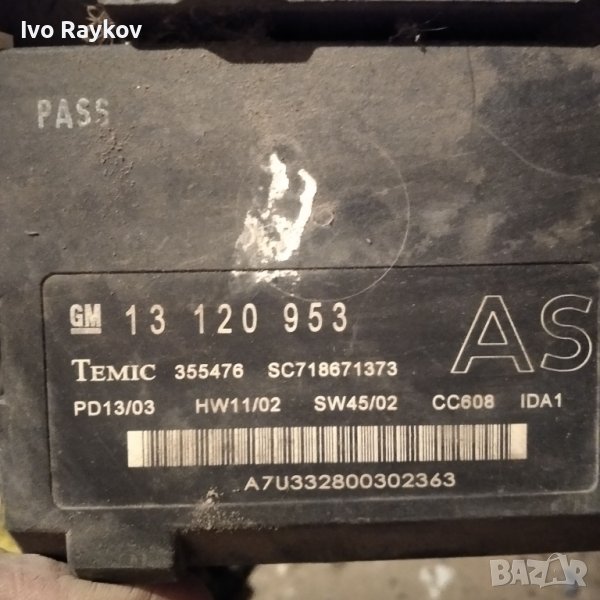 Ivo Raykov
PASS
GM 13 120 953
AS
TEMIC 355476 SC718671373
PD13/03 HW11/02 SW45/02 CC608 IDA1
A7U332800302363
BAZAR